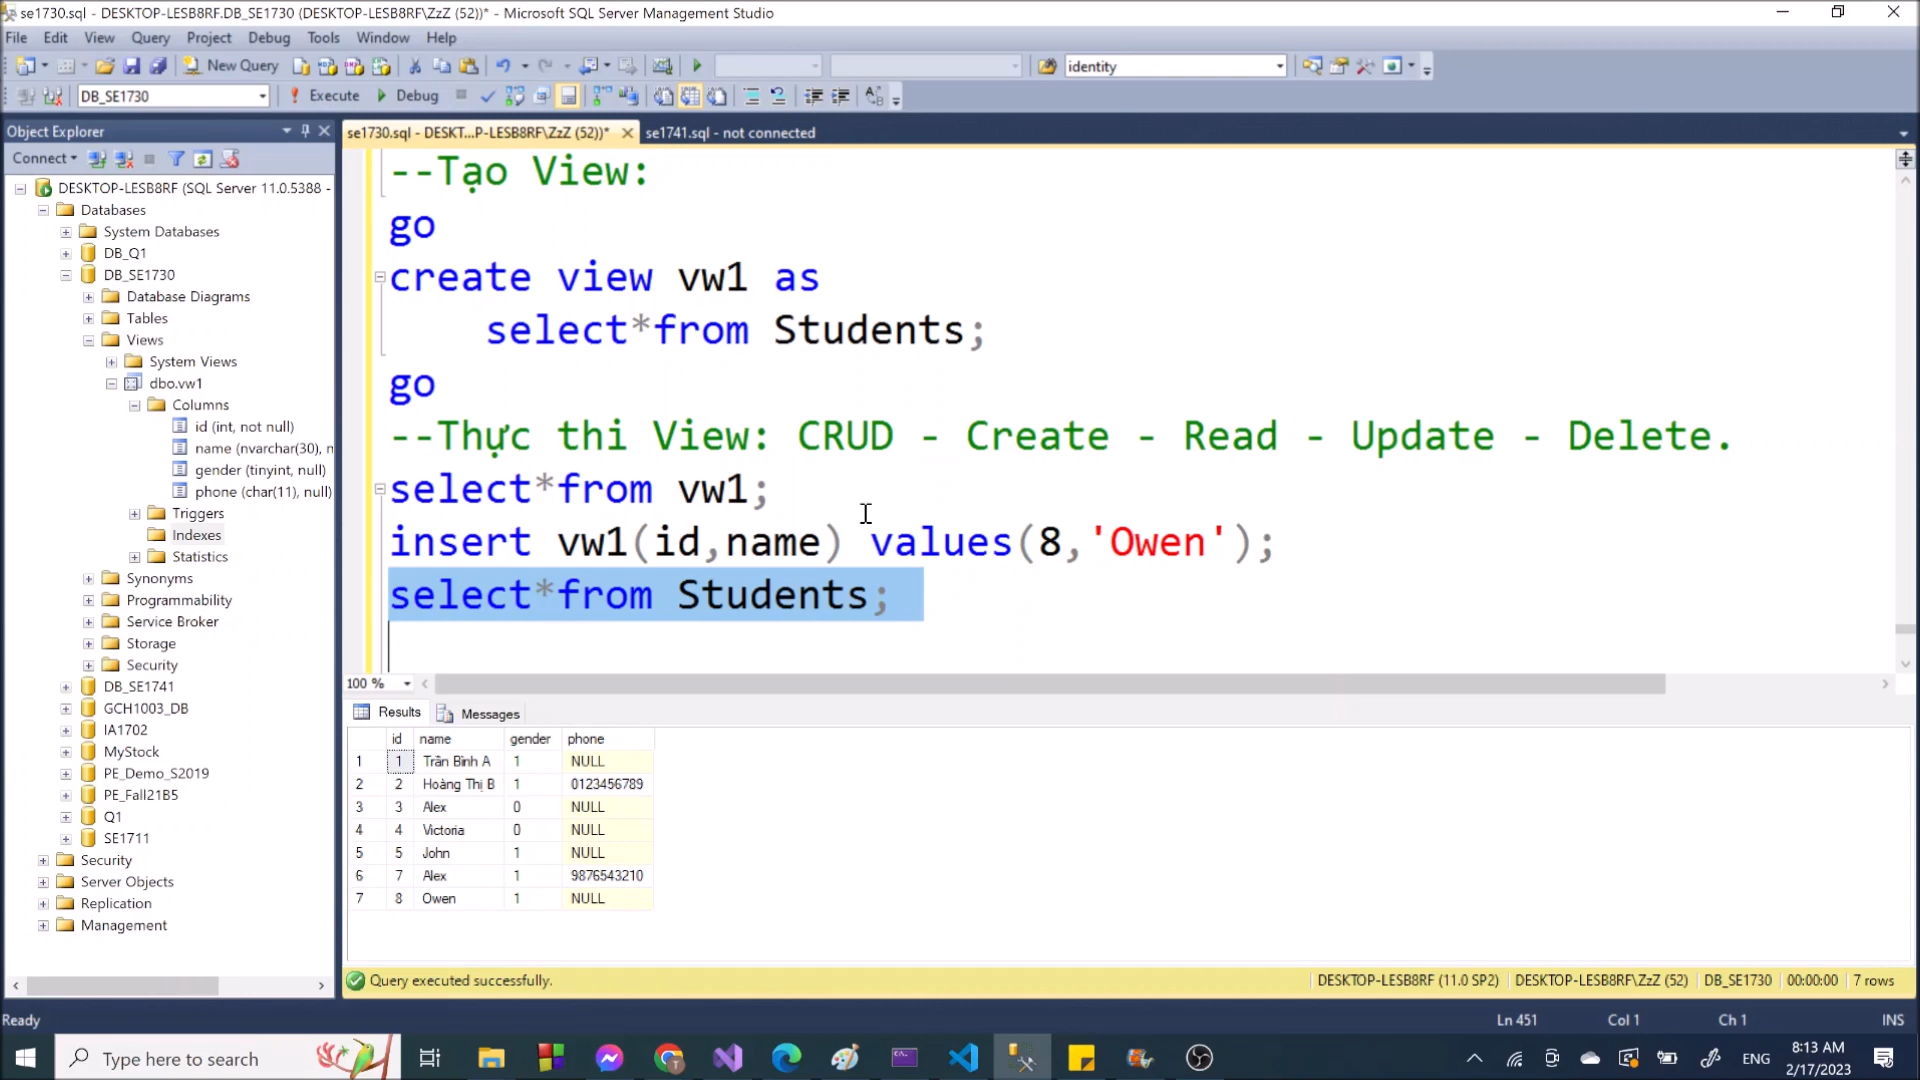 se1730.sql - DESKTOP-LESB8RF.DB_SE1730 (DESKTOP-LESB8RF\ZzZ (52))* - Microsoft SQL Server Management Studio
File Edit View Query Project Debug Tools Window Help
New Query identity
DB_SE1730 Execute Debug
Object Explorer
Connect
DESKTOP-LESB8RF (SQL Server 11.0.5388 -
Databases
System Databases
DB_Q1
DB_SE1730
Database Diagrams
Tables
Views
System Views
dbo.vw1
Columns
id (int, not null)
name (nvarchar(30), n
gender (tinyint, null)
phone (char(11), null)
Triggers
Indexes
Statistics
Synonyms
Programmability
Service Broker
Storage
Security
DB_SE1741
GCH1003_DB
IA1702
MyStock
PE_Demo_S2019
PE_Fall21B5
Q1
SE1711
Security
Server Objects
Replication
Management
se1730.sql - DESKT...P-LESB8RF\ZzZ (52))* se1741.sql - not connected
--Tạo View:
go
create view vw1 as
select*from Students;
go
--Thực thi View: CRUD - Create - Read - Update - Delete.
select*from vw1;
insert vw1(id,name) values(8,'Owen');
select*from Students;
100 %
Results Messages
id name gender phone
1 1 Trần Bình A 1 NULL
2 2 Hoàng Thị B 1 0123456789
3 3 Alex 0 NULL
4 4 Victoria 0 NULL
5 5 John 1 NULL
6 7 Alex 1 9876543210
7 8 Owen 1 NULL
Query executed successfully. DESKTOP-LESB8RF (11.0 SP2) DESKTOP-LESB8RF\ZzZ (52) DB_SE1730 00:00:00 7 rows
Ready Ln 451 Col 1 Ch 1 INS
Type here to search ENG 8:13 AM
2/17/2023